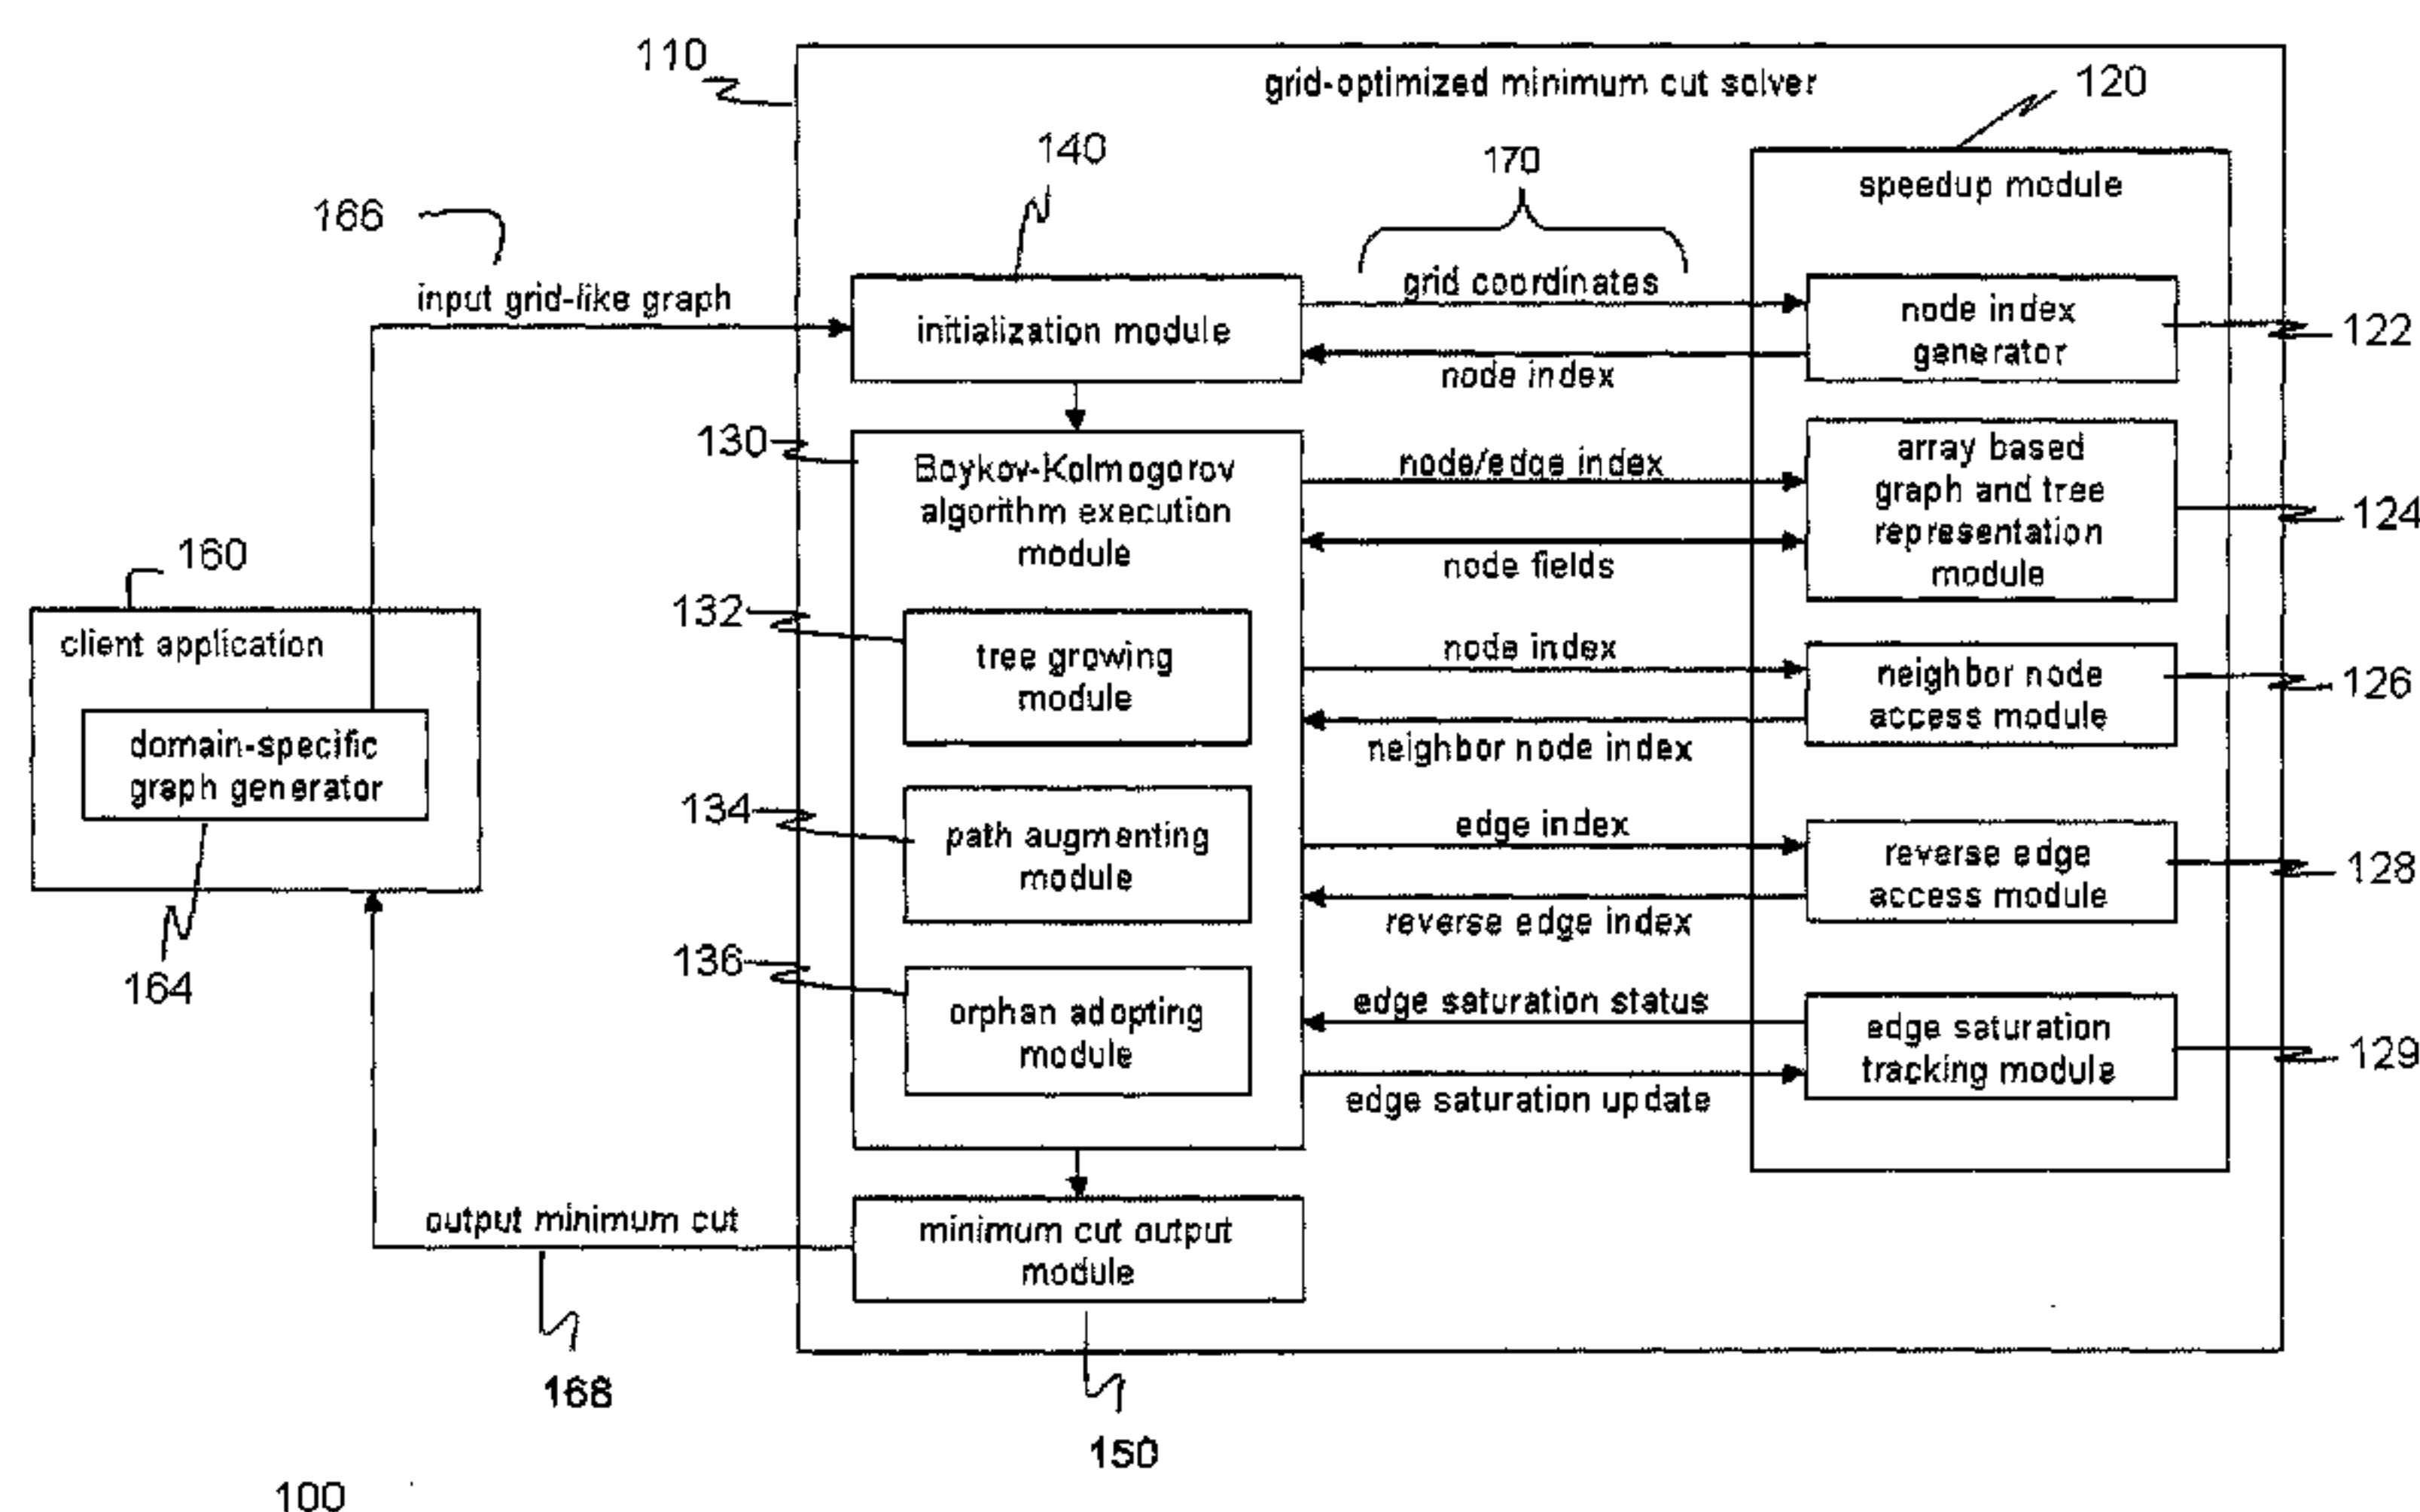 110
grid-optimized minimum cut solver
120
140
170
speedup module
166
input grid-like graph
initialization module
grid coordinates
node index
node index
generator
122
130
Boykov-Kolmogorov
algorithm execution
module
node/edge index
node fields
array based
graph and tree
representation
module
124
160
client application
domain-specific
graph generator
164
132
tree growing
module
node index
neighbor node index
neighbor node
access module
126
134
path augmenting
module
edge index
reverse edge index
reverse edge
access module
128
136
orphan adopting
module
edge saturation status
edge saturation update
edge saturation
tracking module
129
output minimum cut
168
minimum cut output
module
150
100